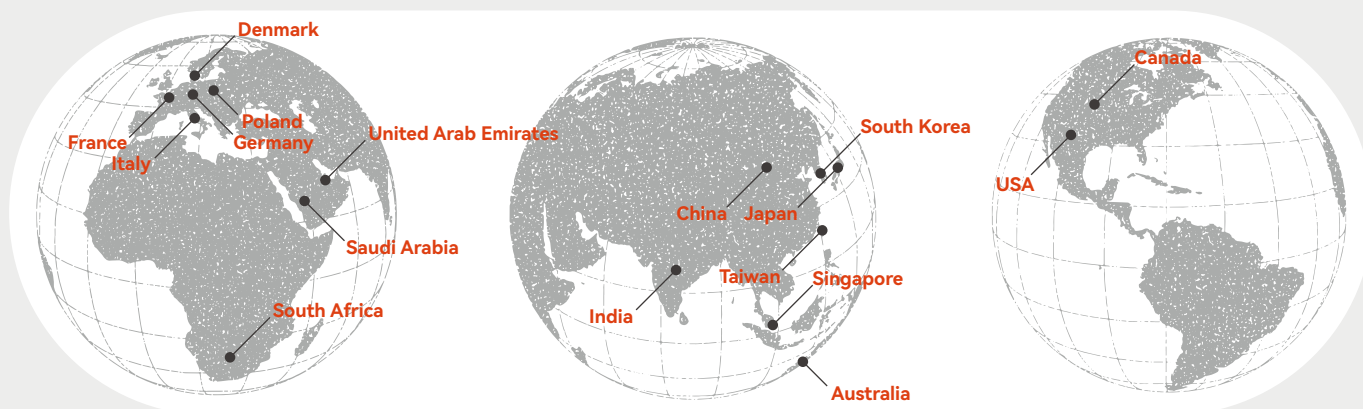 Denmark
Poland
Germany
France
Italy
United Arab Emirates
Saudi Arabia
South Africa
South Korea
China
Japan
Taiwan
Singapore
India
Australia
Canada
USA